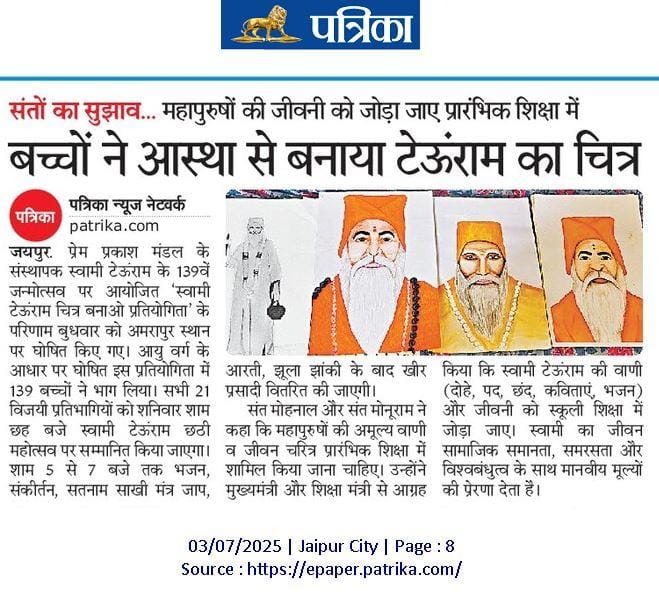 पत्रिका
संतों का सुझाव... महापुरुषों की जीवनी को जोड़ा जाए प्रारंभिक शिक्षा में
बच्चों ने आस्था से बनाया टेऊंराम का चित्र
पत्रिका
पत्रिका न्यूज नेटवर्क
patrika.com
जयपुर. प्रेम प्रकाश मंडल के
संस्थापक स्वामी टेऊंराम के 139वें
जन्मोत्सव पर आयोजित ‘स्वामी
टेऊंराम चित्र बनाओ प्रतियोगिता’ के
परिणाम बुधवार को अमरापुर स्थान
पर घोषित किए गए। आयु वर्ग के
आधार पर घोषित इस प्रतियोगिता में
139 बच्चों ने भाग लिया। सभी 21
विजयी प्रतिभागियों को शनिवार शाम
छह बजे स्वामी टेऊंराम छठी
महोत्सव पर सम्मानित किया जाएगा।
शाम 5 से 7 बजे तक भजन,
संकीर्तन, सतनाम साखी मंत्र जाप,
आरती, झूला झांकी के बाद खीर
प्रसादी वितरित की जाएगी।
संत मोहनलाल और संत मोनूराम ने
कहा कि महापुरुषों की अमूल्य वाणी
व जीवन चरित्र प्रारंभिक शिक्षा में
शामिल किया जाना चाहिए। उन्होंने
मुख्यमंत्री और शिक्षा मंत्री से आग्रह
किया कि स्वामी टेऊंराम की वाणी
(दोहे, पद, छंद, कविताएं, भजन)
और जीवनी को स्कूली शिक्षा में
जोड़ा जाए। स्वामी का जीवन
सामाजिक समानता, समरसता और
विश्वबंधुत्व के साथ मानवीय मूल्यों
की प्रेरणा देता है।
03/07/2025 | Jaipur City | Page : 8
Source : https://epaper.patrika.com/